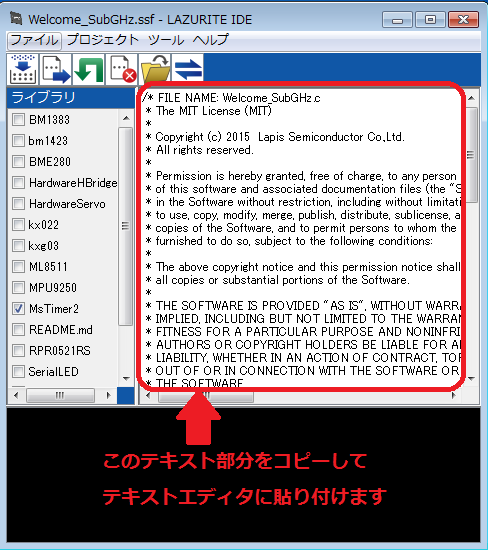 Welcome_SubGHz.ssf - LAZURITE IDE
ファイル プロジェクト ツール ヘルプ
ライブラリ
BM1383
bm1423
BME280
HardwareHBridge
HardwareServo
kx022
kxg03
ML8511
MPU9250
MsTimer2
README.md
RPR0521RS
SerialLED
/* FILE NAME: Welcome_SubGHz.c
* The MIT License (MIT)
*
* Copyright (c) 2015 Lapis Semiconductor Co.,Ltd.
* All rights reserved.
*
* Permission is hereby granted, free of charge, to any person
* of this software and associated documentation files (the "S
* in the Software without restriction, including without limitati
* to use, copy, modify, merge, publish, distribute, sublicense, a
* copies of the Software, and to permit persons to whom the
* furnished to do so, subject to the following conditions:
*
* The above copyright notice and this permission notice shall
* all copies or substantial portions of the Software.
*
* THE SOFTWARE IS PROVIDED "AS IS", WITHOUT WARRA
* IMPLIED, INCLUDING BUT NOT LIMITED TO THE WARRAN
* FITNESS FOR A PARTICULAR PURPOSE AND NONINFRI
* AUTHORS OR COPYRIGHT HOLDERS BE LIABLE FOR A
* LIABILITY, WHETHER IN AN ACTION OF CONTRACT, TOR
* OUT OF OR IN CONNECTION WITH THE SOFTWARE OR
* THE SOFTWARE
このテキスト部分をコピーして
テキストエディタに貼り付けます